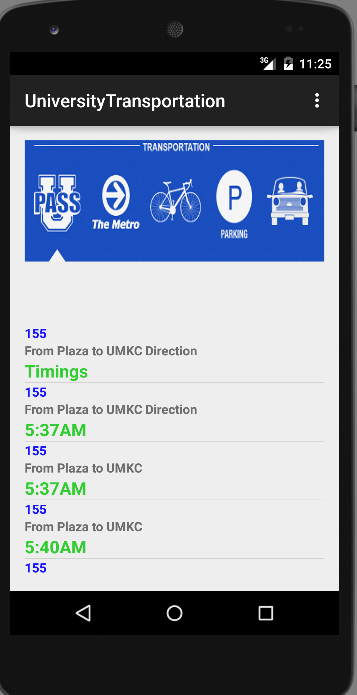 3G 11:25
UniversityTransportation
TRANSPORTATION
U
PASS
The Metro
P
PARKING
155
From Plaza to UMKC Direction
Timings
155
From Plaza to UMKC Direction
5:37AM
155
From Plaza to UMKC
5:37AM
155
From Plaza to UMKC
5:40AM
155